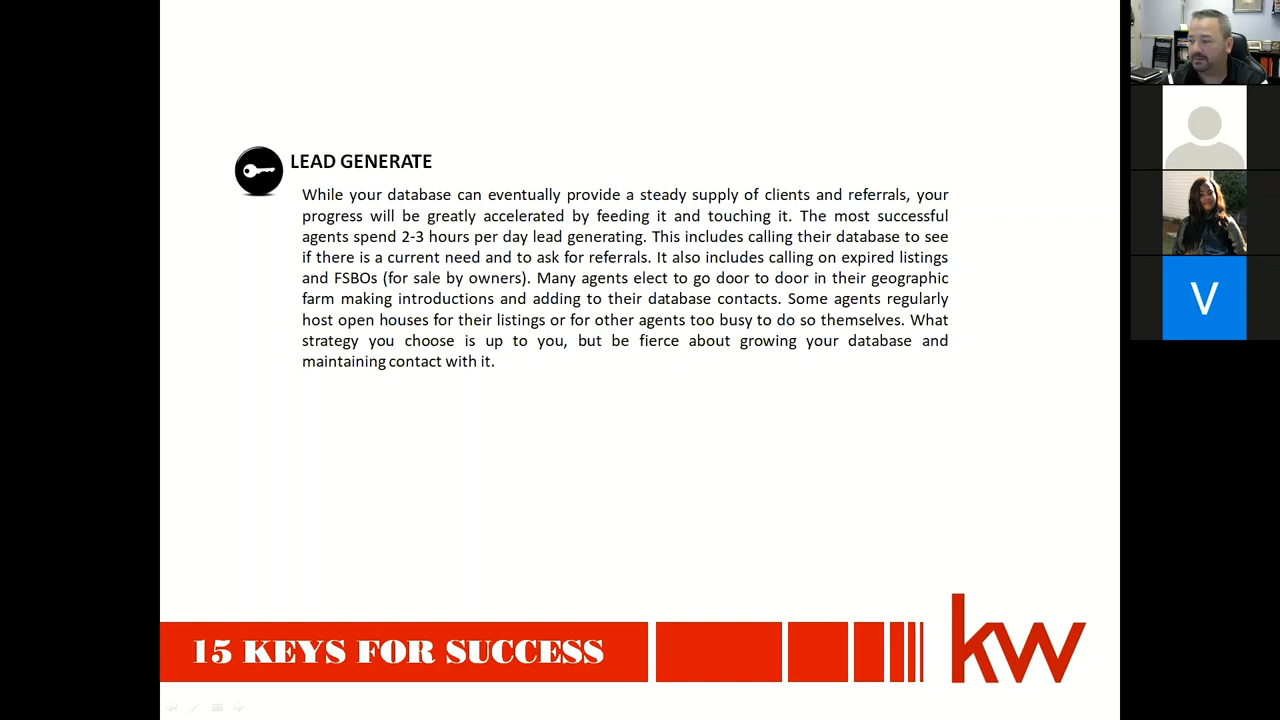 LEAD GENERATE
While your database can eventually provide a steady supply of clients and referrals, your
progress will be greatly accelerated by feeding it and touching it. The most successful
agents spend 2-3 hours per day lead generating. This includes calling their database to see
if there is a current need and to ask for referrals. It also includes calling on expired listings
and FSBOs (for sale by owners). Many agents elect to go door to door in their geographic
farm making introductions and adding to their database contacts. Some agents regularly
host open houses for their listings or for other agents too busy to do so themselves. What
strategy you choose is up to you, but be fierce about growing your database and
maintaining contact with it.
V
15 KEYS FOR SUCCESS
kw